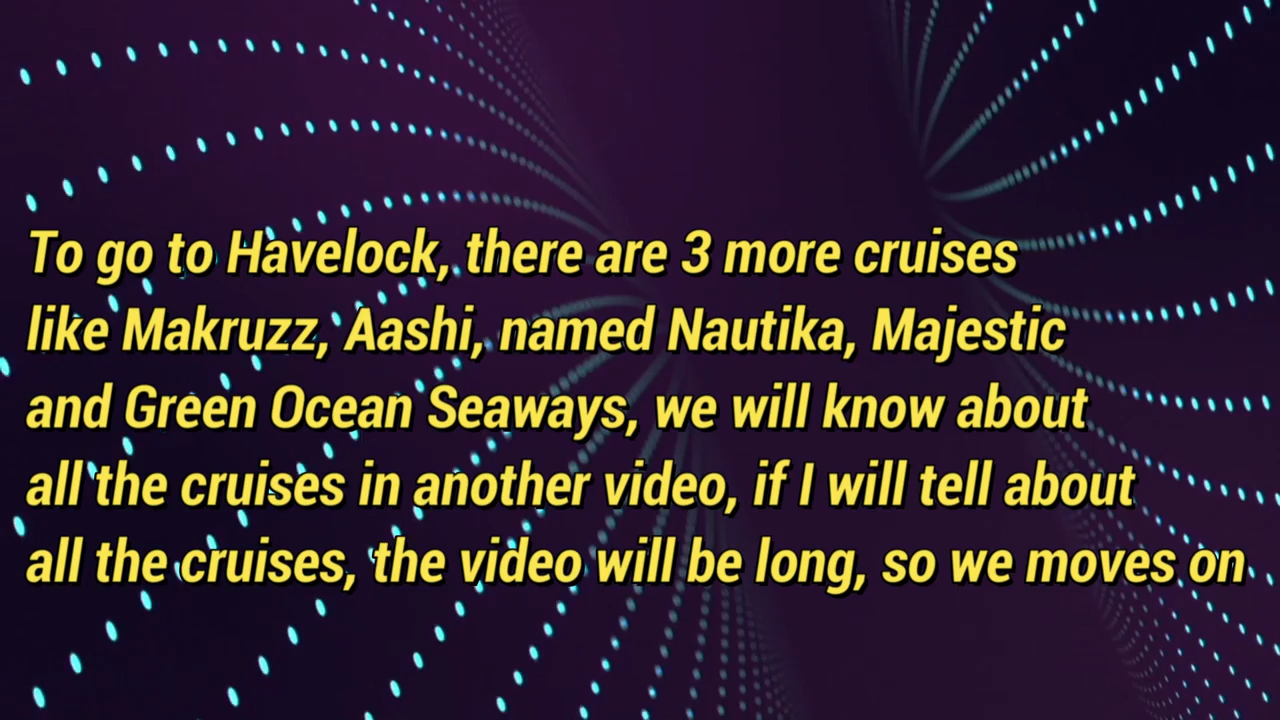 To go to Havelock, there are 3 more cruises
like Makruzz, Aashi, named Nautika, Majestic
and Green Ocean Seaways, we will know about
all the cruises in another video, if I will tell about
all the cruises, the video will be long, so we moves on